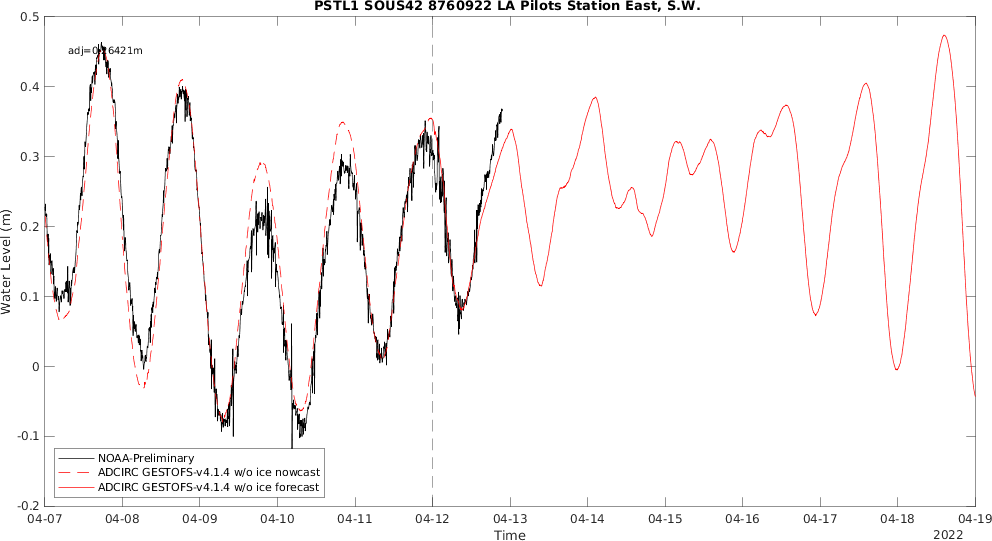 PSTL1 SOUS42 8760922 LA Pilots Station East, S.W.
0.5
adj=0.16421m
0.4
0.3
0.2
0.1
0
-0.1
-0.2
Water Level (m)
NOAA-Preliminary
ADCIRC GESTOFS-v4.1.4 w/o ice nowcast
ADCIRC GESTOFS-v4.1.4 w/o ice forecast
04-07 04-08 04-09 04-10 04-11 04-12 04-13 04-14 04-15 04-16 04-17 04-18 04-19
Time
2022